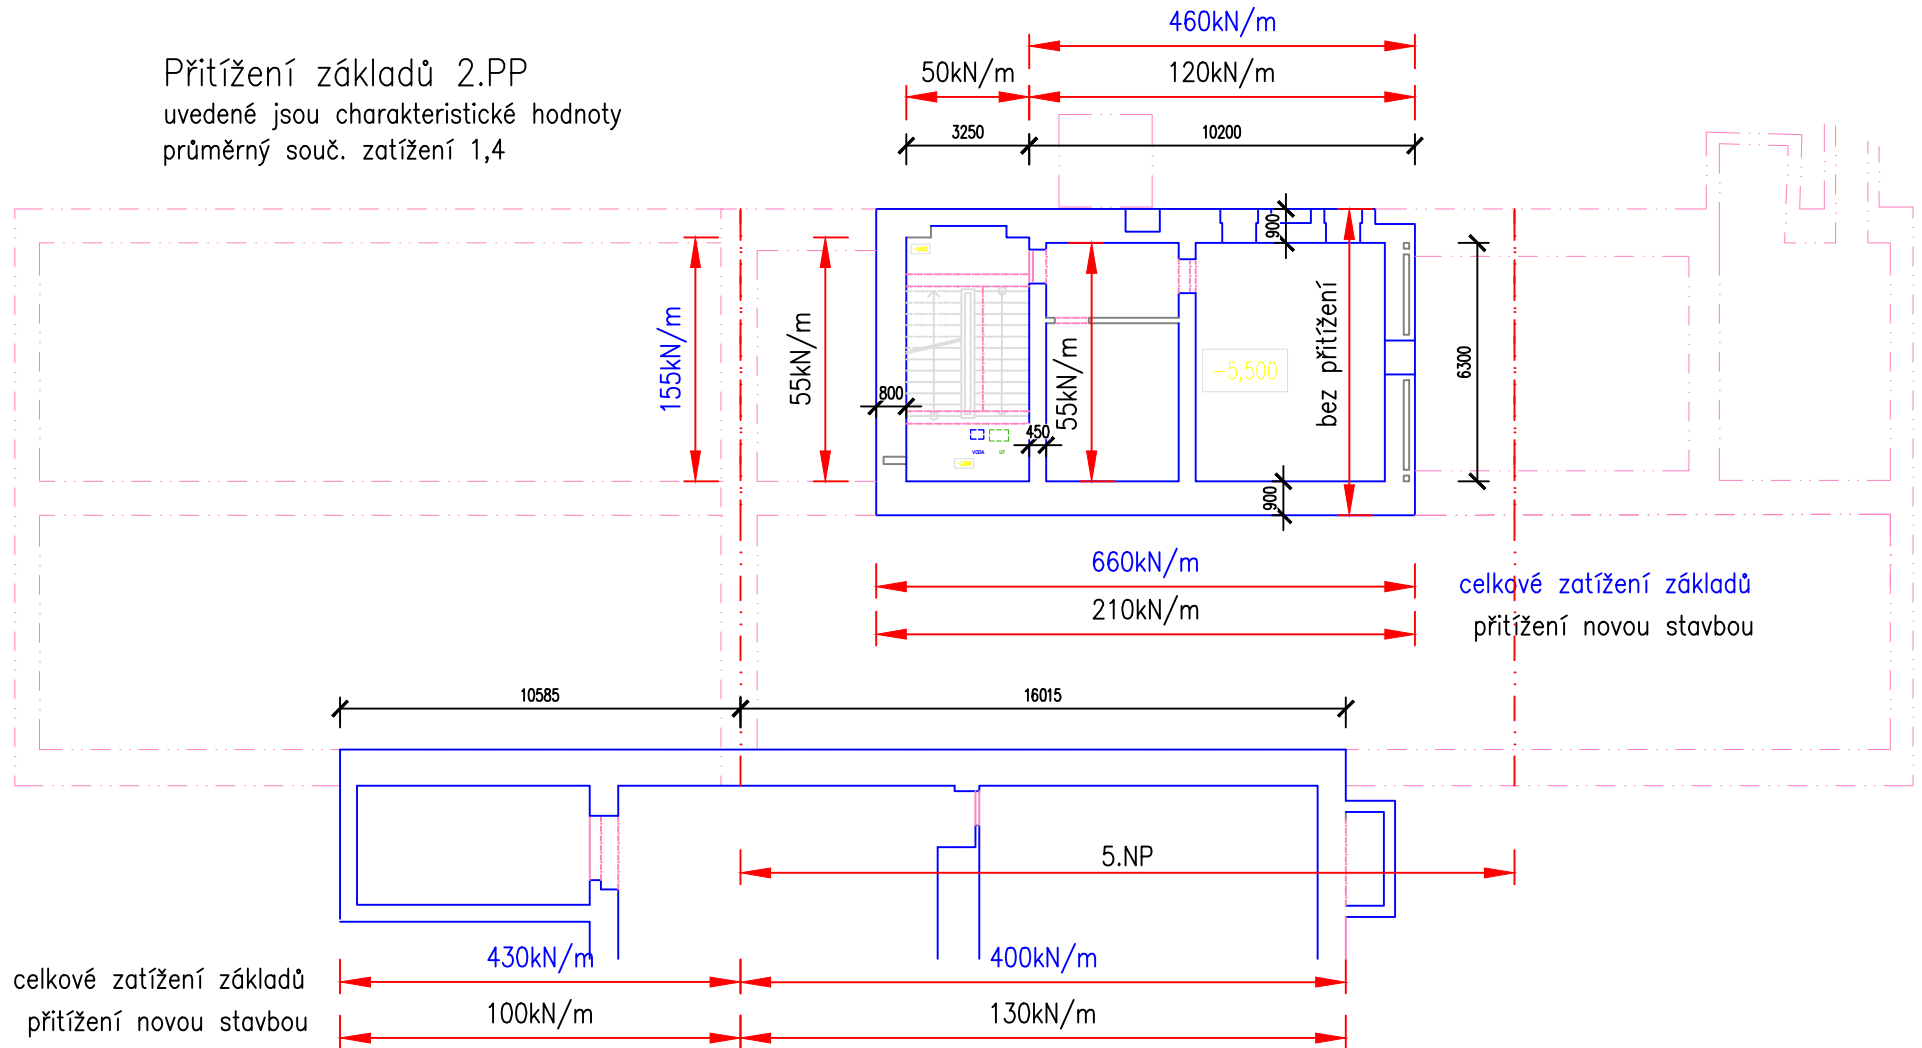 Přitížení základů 2.PP
uvedené jsou charakteristické hodnoty
průměrný souč. zatížení 1,4
460kN/m
50kN/m
120kN/m
3250
10200
900
155kN/m
55kN/m
800
450
55kN/m
-5,500
bez přitížení
6300
900
VODA
UT
660kN/m
210kN/m
celkové zatížení základů
přitížení novou stavbou
10585
16015
5.NP
430kN/m
400kN/m
celkové zatížení základů
100kN/m
130kN/m
přitížení novou stavbou